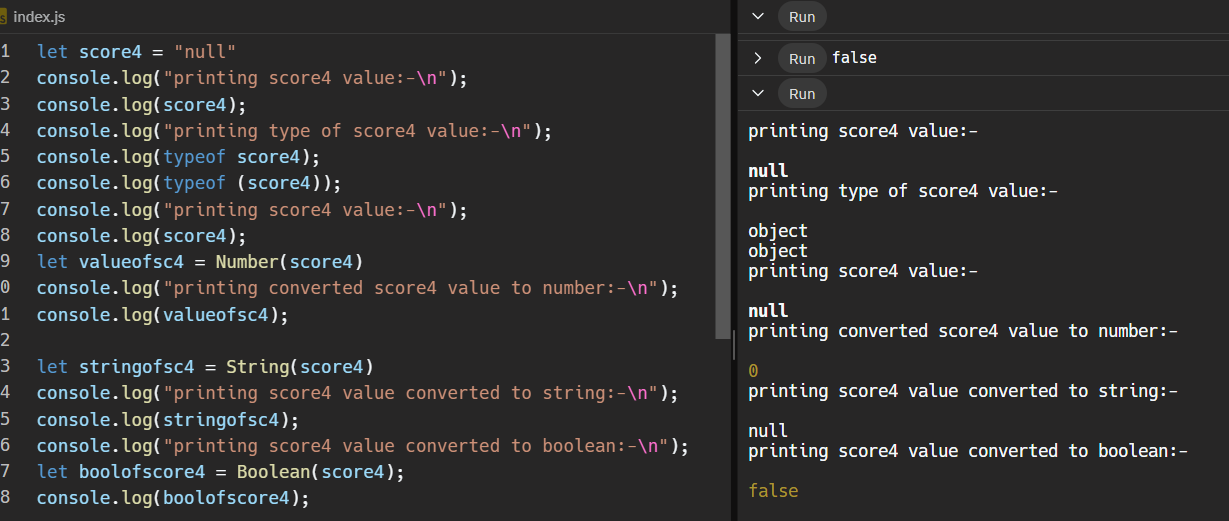 index.js
1 let score4 = "null"
2 console.log("printing score4 value:-\n");
3 console.log(score4);
4 console.log("printing type of score4 value:-\n");
5 console.log(typeof score4);
6 console.log(typeof (score4));
7 console.log("printing score4 value:-\n");
8 console.log(score4);
9 let valueofsc4 = Number(score4)
0 console.log("printing converted score4 value to number:-\n");
1 console.log(valueofsc4);
2
3 let stringofsc4 = String(score4)
4 console.log("printing score4 value converted to string:-\n");
5 console.log(stringofsc4);
6 console.log("printing score4 value converted to boolean:-\n");
7 let boolofscore4 = Boolean(score4);
8 console.log(boolofscore4);
Run
Run false
Run
printing score4 value:-
null
printing type of score4 value:-
object
object
printing score4 value:-
null
printing converted score4 value to number:-
0
printing score4 value converted to string:-
null
printing score4 value converted to boolean:-
false